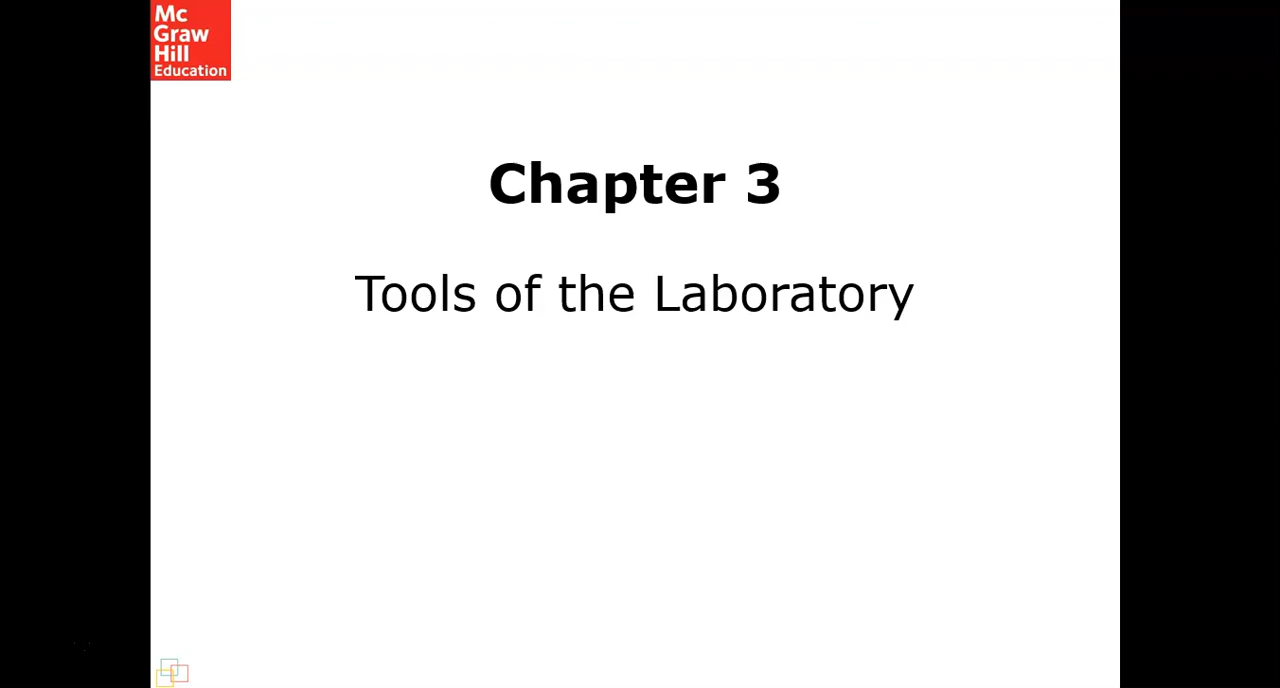 Mc
Graw
Hill
Education
Chapter 3
Tools of the Laboratory